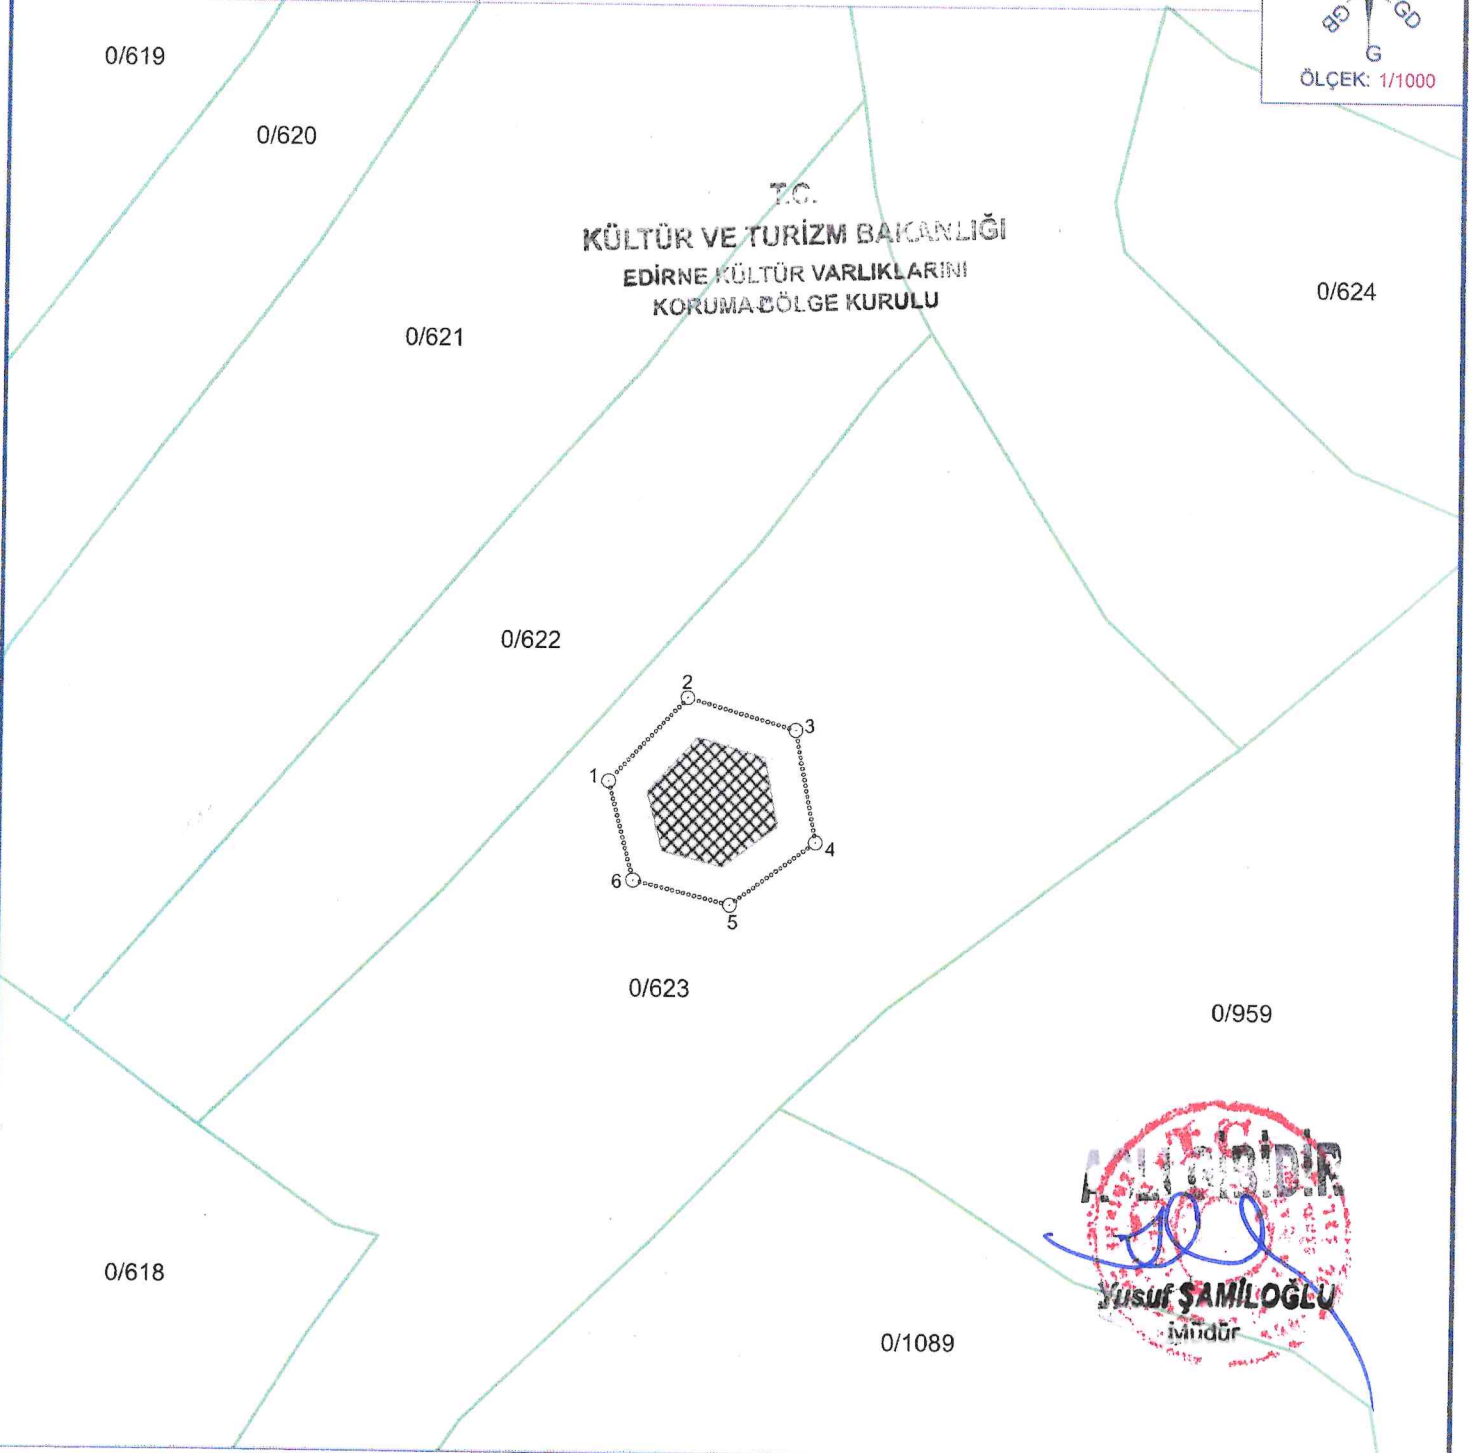 GB
GD
G
ÖLÇEK: 1/1000
0/619
0/620
T.C.
KÜLTÜR VE TURİZM BAKANLIĞI
EDİRNE KÜLTÜR VARLIKLARINI
KORUMA BÖLGE KURULU
0/624
0/621
0/622
2
3
1
4
6
5
0/623
0/959
T.C.
ASLI GİBİDİR
Yusuf ŞAMİLOĞLU
Müdür
0/618
0/1089